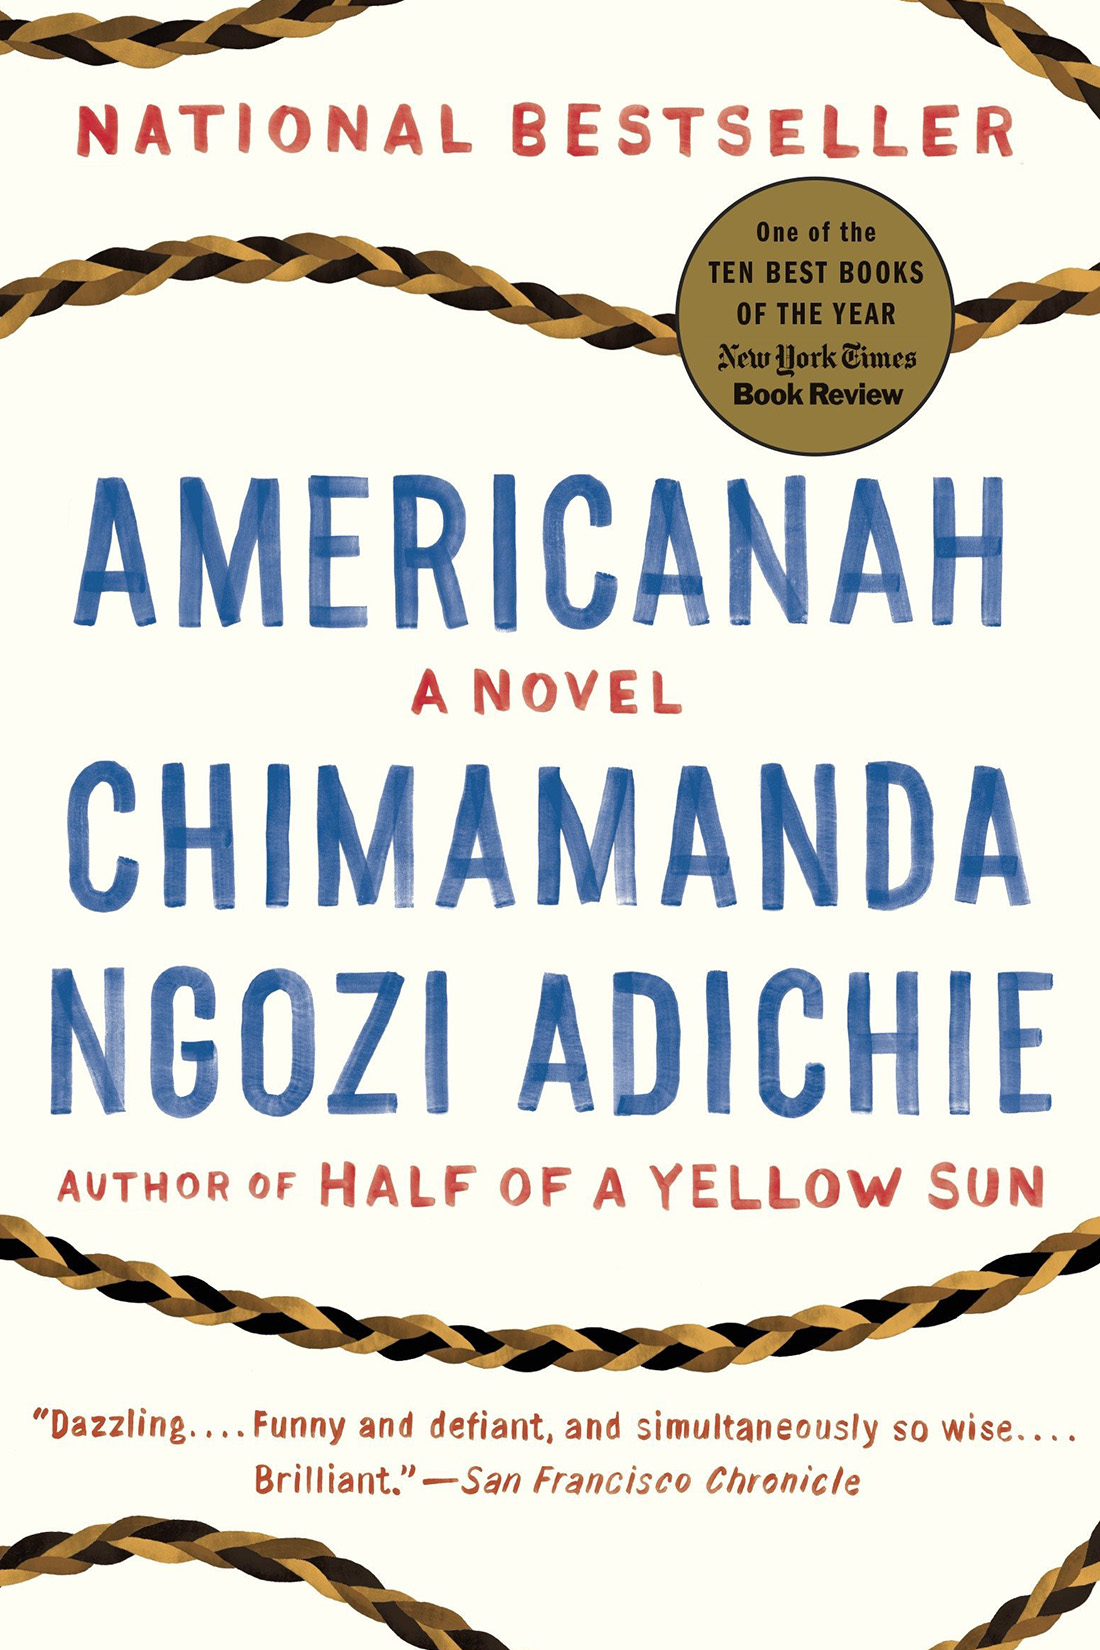 NATIONAL BESTSELLER
One of the
TEN BEST BOOKS
OF THE YEAR
New York Times
Book Review
AMERICANAH
A NOVEL
CHIMAMANDA
NGOZI ADICHIE
AUTHOR OF HALF OF A YELLOW SUN
"Dazzling....Funny and defiant, and simultaneously so wise....
Brilliant."—San Francisco Chronicle